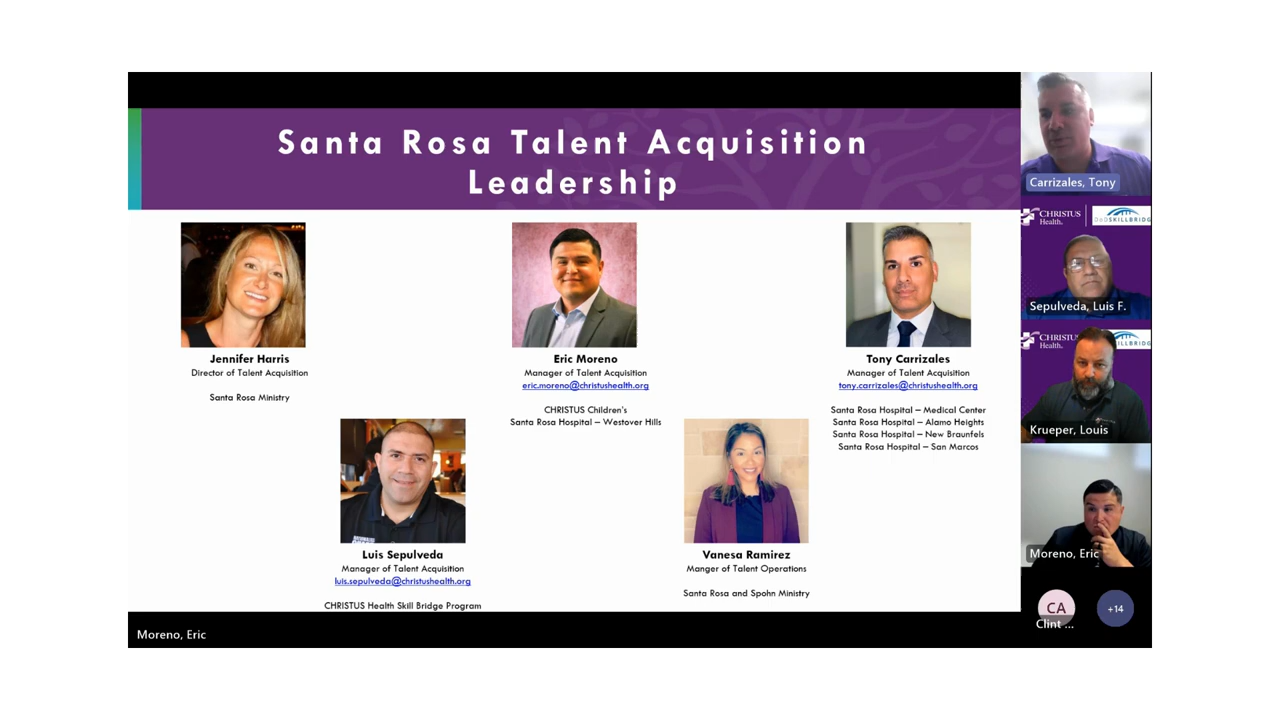 Santa Rosa Talent Acquisition
Leadership
Jennifer Harris
Director of Talent Acquisition
Santa Rosa Ministry
Eric Moreno
Manager of Talent Acquisition
eric.moreno@christushealth.org
CHRISTUS Children's
Santa Rosa Hospital – Westover Hills
Tony Carrizales
Manager of Talent Acquisition
tony.carrizales@christushealth.org
Santa Rosa Hospital – Medical Center
Santa Rosa Hospital – Alamo Heights
Santa Rosa Hospital – New Braunfels
Santa Rosa Hospital – San Marcos
Luis Sepulveda
Manager of Talent Acquisition
luis.sepulveda@christushealth.org
CHRISTUS Health Skill Bridge Program
Vanesa Ramirez
Manger of Talent Operations
Santa Rosa and Spohn Ministry
Moreno, Eric
Carrizales, Tony
CHRISTUS
Health.
DoDSKILLBRIDG
Sepulveda, Luis F.
CHRISTUS
Health.
ILLBRIDG
Krueper, Louis
Moreno, Eric
CA
Clint ...
+14